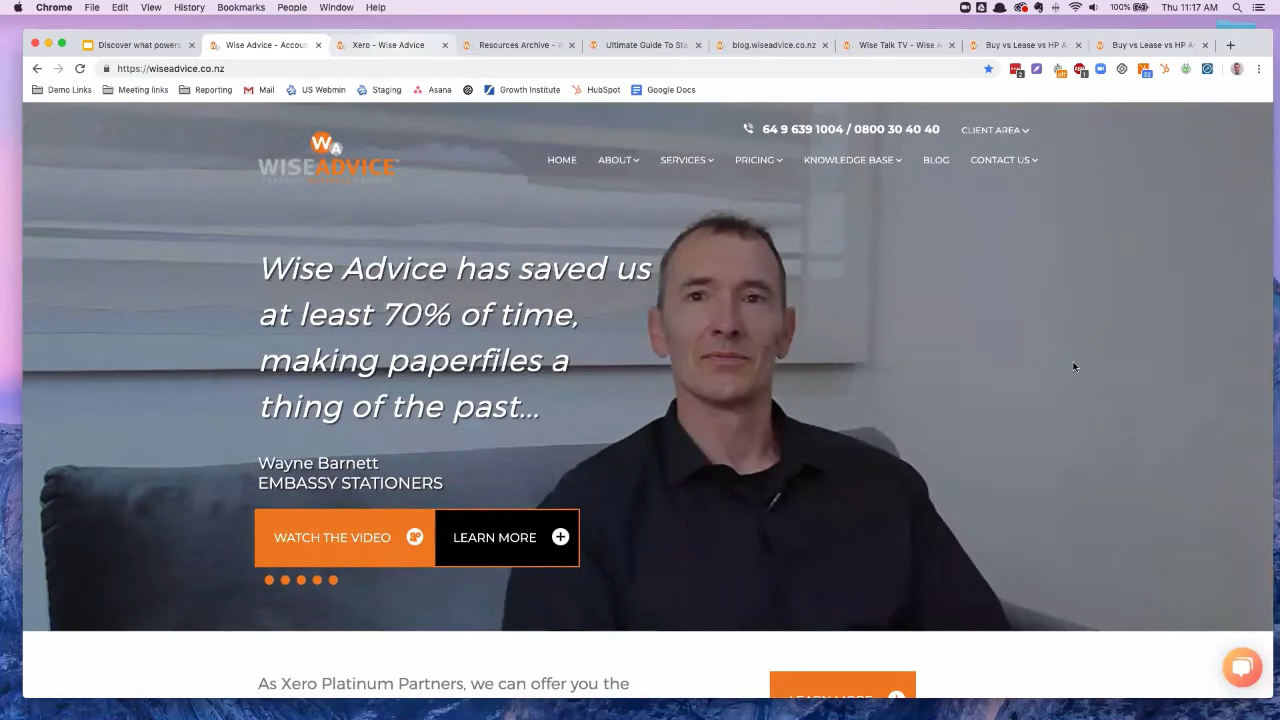 Chrome File Edit View History Bookmarks People Window Help 100% Thu 11:17 AM
Discover what powers Wise Advice - Accoun Xero - Wise Advice Resources Archive - Ultimate Guide To Sta blog.wiseadvice.co.nz Wise Talk TV - Wise A Buy vs Lease vs HP A Buy vs Lease vs HP A
https://wiseadvice.co.nz
Demo Links Meeting links Reporting Mail US Webmin Staging Asana Growth Institute HubSpot Google Docs
64 9 639 1004 / 0800 30 40 40 CLIENT AREA
WA
WISEADVICE
HOME ABOUT SERVICES PRICING KNOWLEDGE BASE BLOG CONTACT US
Wise Advice has saved us
at least 70% of time,
making paperfiles a
thing of the past...
Wayne Barnett
EMBASSY STATIONERS
WATCH THE VIDEO LEARN MORE
As Xero Platinum Partners, we can offer you the
LEARN MORE